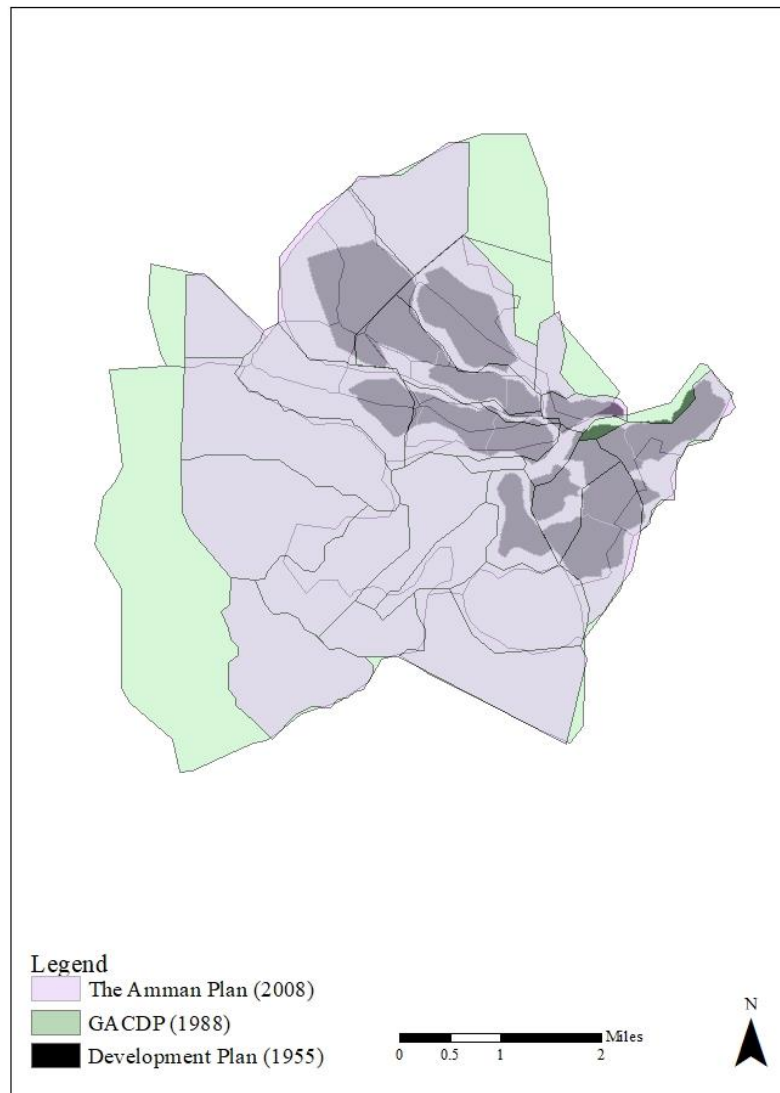 Legend
The Amman Plan (2008)
GACDP (1988)
Development Plan (1955)
Miles
0 0.5 1 2
N